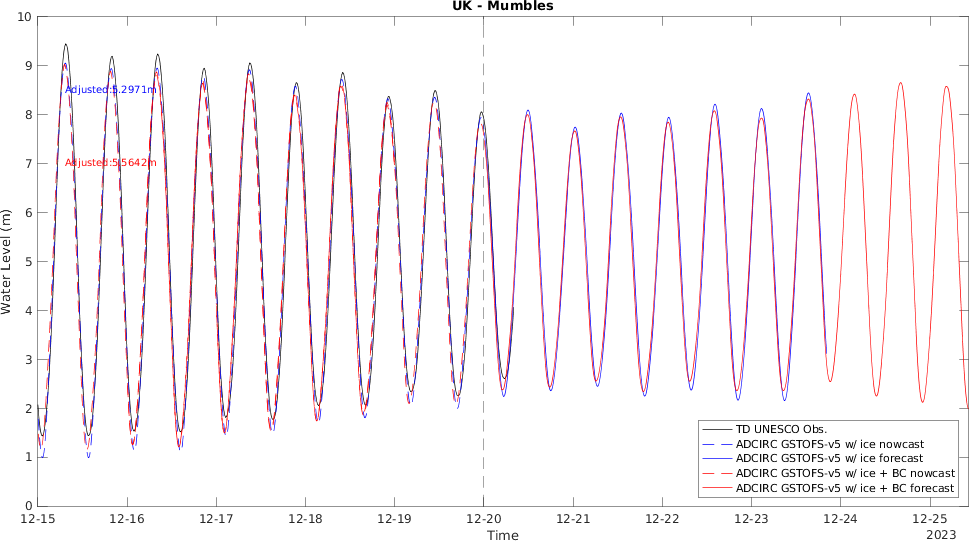 UK - Mumbles
10
9
8
7
6
5
4
3
2
1
0
Water Level (m)
Adjusted:5.2971m
Adjusted:5.5642m
TD UNESCO Obs.
ADCIRC GSTOFS-v5 w/ ice nowcast
ADCIRC GSTOFS-v5 w/ ice forecast
ADCIRC GSTOFS-v5 w/ ice + BC nowcast
ADCIRC GSTOFS-v5 w/ ice + BC forecast
12-15 12-16 12-17 12-18 12-19 12-20 12-21 12-22 12-23 12-24 12-25
Time
2023